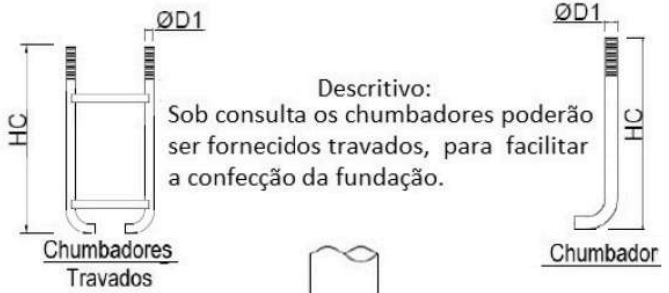 ØD1
ØD1
HC
Descritivo:
Sob consulta os chumbadores poderão
ser fornecidos travados, para facilitar
a confecção da fundação.
HC
Chumbadores
Travados
Chumbador